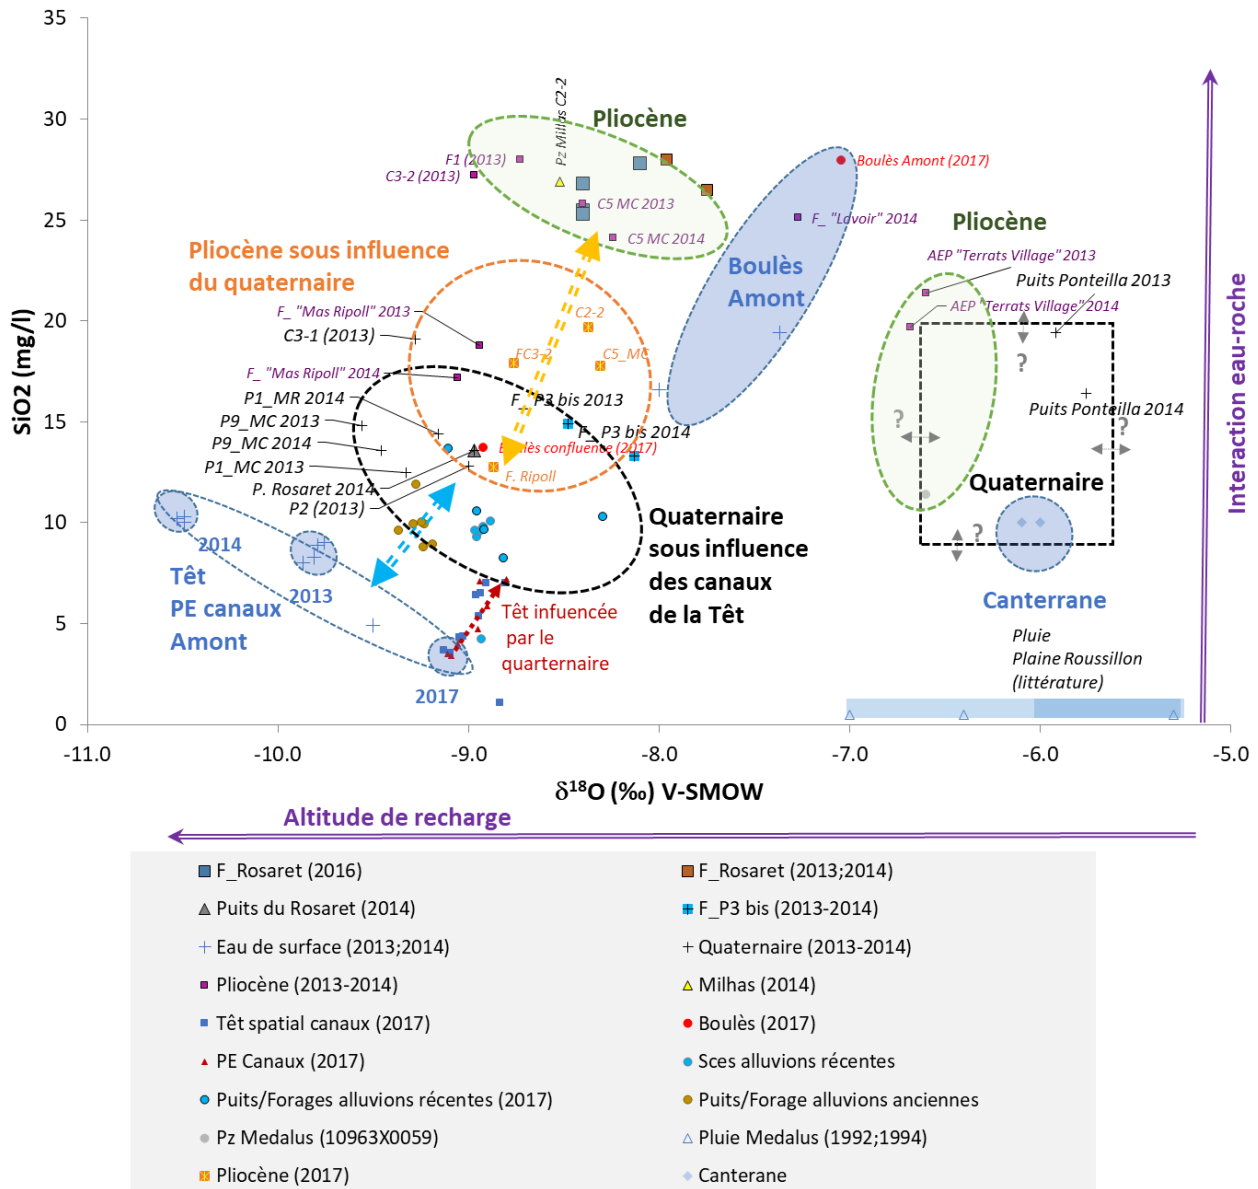 35
30
25
20
15
10
5
0
SiO2 (mg/l)
-11.0
-10.0
-9.0
-8.0
-7.0
-6.0
-5.0
δ18O (‰) V-SMOW
Altitude de recharge
Interaction eau-roche
Pliocène
Pz Millas C2-2
F1 (2013)
C3-2 (2013)
C5 MC 2013
C5 MC 2014
Boulès Amont (2017)
F_ "Lavoir" 2014
Boulès
Amont
Pliocène
AEP "Terrats Village" 2013
Puits Ponteilla 2013
AEP "Terrats Village" 2014
Puits Ponteilla 2014
?
?
?
?
Quaternaire
Canterrane
Pliocène sous influence
du quaternaire
F_ "Mas Ripoll" 2013
C3-1 (2013)
F_ "Mas Ripoll" 2014
P1_MR 2014
P9_MC 2013
P9_MC 2014
P1_MC 2013
P. Rosaret 2014
P2 (2013)
C2-2
FC3-2
C5_MC
F_ P3 bis 2013
F_ P3 bis 2014
Boulès confluence (2017)
F. Ripoll
Quaternaire
sous influence
des canaux
de la Têt
2014
2013
2017
Têt
PE canaux
Amont
Têt infuencée
par le
quarternaire
Pluie
Plaine Roussillon
(littérature)
F_Rosaret (2016)
F_Rosaret (2013;2014)
Puits du Rosaret (2014)
F_P3 bis (2013-2014)
Eau de surface (2013;2014)
Quaternaire (2013-2014)
Pliocène (2013-2014)
Milhas (2014)
Têt spatial canaux (2017)
Boulès (2017)
PE Canaux (2017)
Sces alluvions récentes
Puits/Forages alluvions récentes (2017)
Puits/Forage alluvions anciennes
Pz Medalus (10963X0059)
Pluie Medalus (1992;1994)
Pliocène (2017)
Canterane